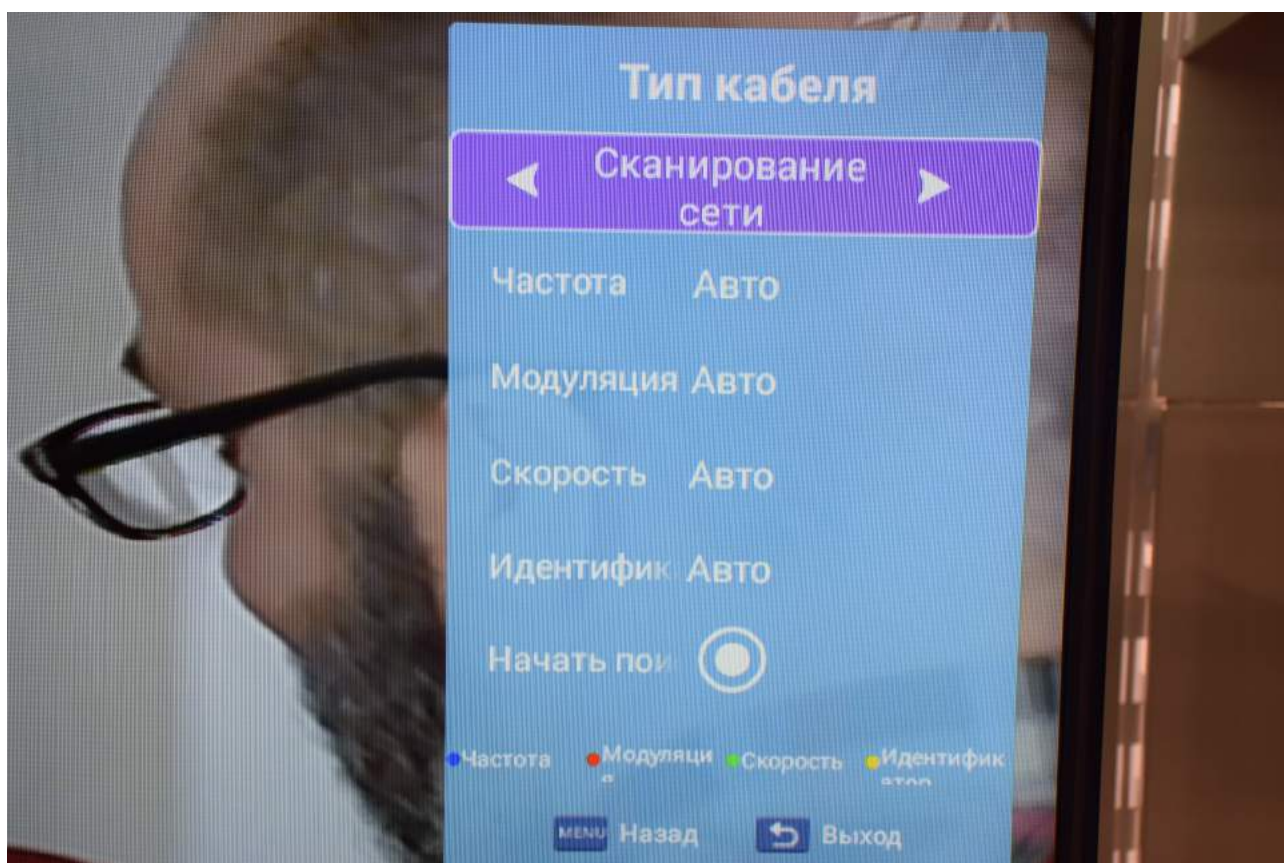 Тип кабеля
Сканирование
сети
Частота Авто
Модуляция Авто
Скорость Авто
Идентифик Авто
Начать пои
Частота Модуляци Скорость Идентифик
я атор
MENU Назад Выход